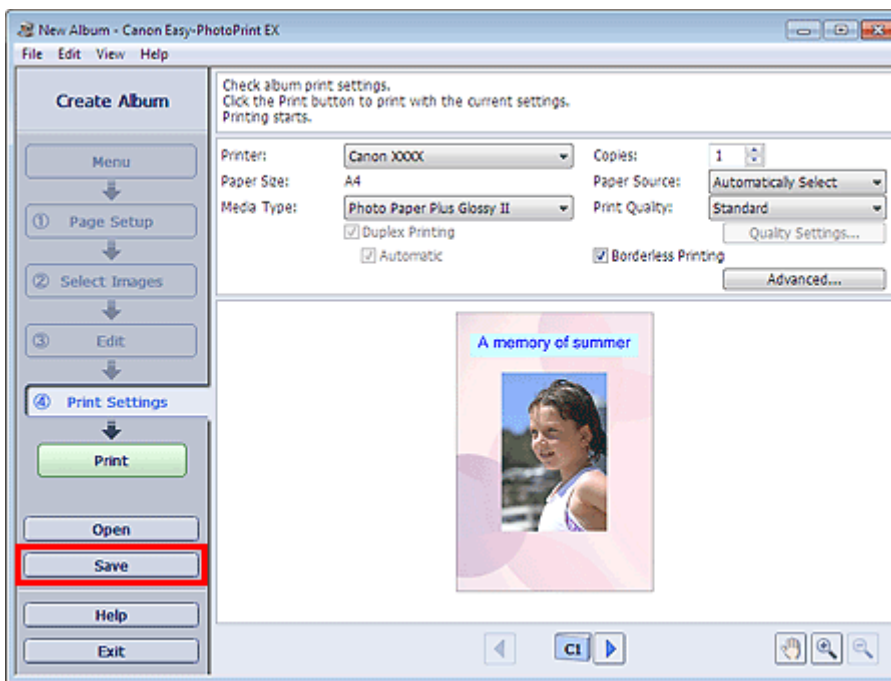 New Album - Canon Easy-PhotoPrint EX
File Edit View Help
Create Album
Menu
① Page Setup
② Select Images
③ Edit
④ Print Settings
Print
Open
Save
Help
Exit
Check album print settings.
Click the Print button to print with the current settings.
Printing starts.
Printer: Canon XXXX Copies: 1
Paper Size: A4 Paper Source: Automatically Select
Media Type: Photo Paper Plus Glossy II Print Quality: Standard
Duplex Printing Quality Settings...
Automatic Borderless Printing
Advanced...
A memory of summer
C1